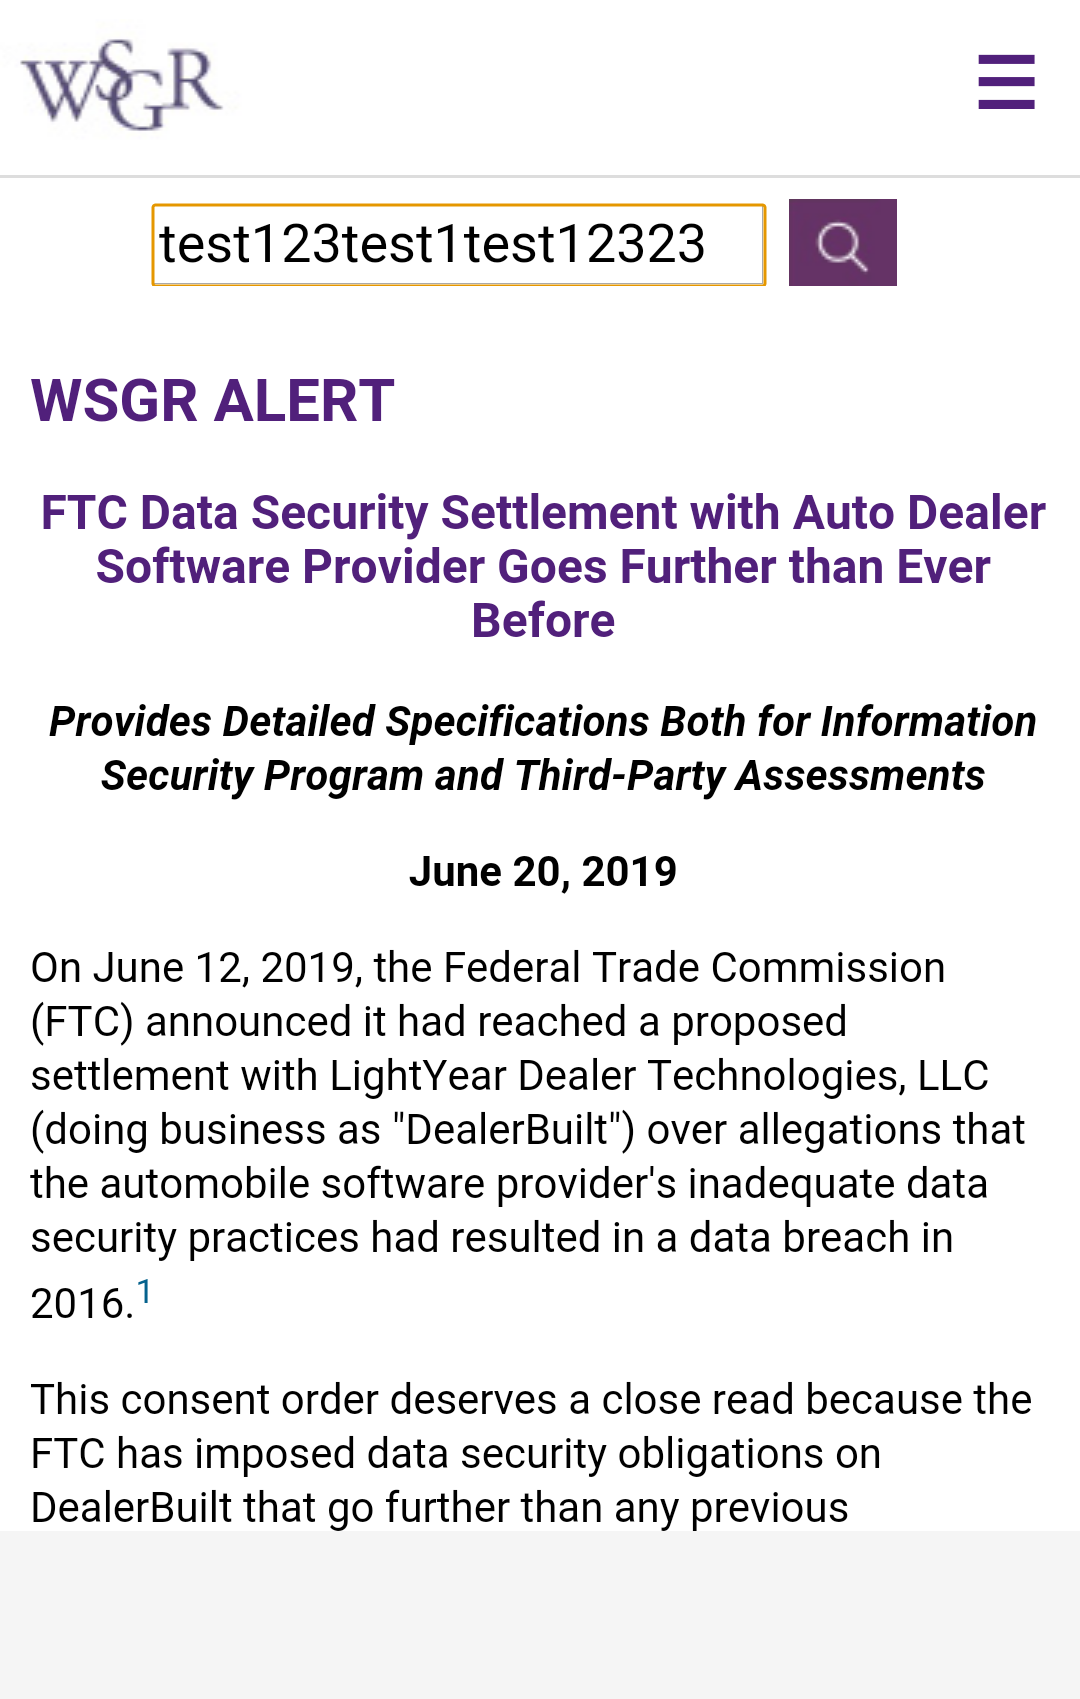 WSGR
test123test1test12323
WSGR ALERT
FTC Data Security Settlement with Auto Dealer
Software Provider Goes Further than Ever
Before
Provides Detailed Specifications Both for Information
Security Program and Third-Party Assessments
June 20, 2019
On June 12, 2019, the Federal Trade Commission
(FTC) announced it had reached a proposed
settlement with LightYear Dealer Technologies, LLC
(doing business as "DealerBuilt") over allegations that
the automobile software provider's inadequate data
security practices had resulted in a data breach in
2016.1
This consent order deserves a close read because the
FTC has imposed data security obligations on
DealerBuilt that go further than any previous